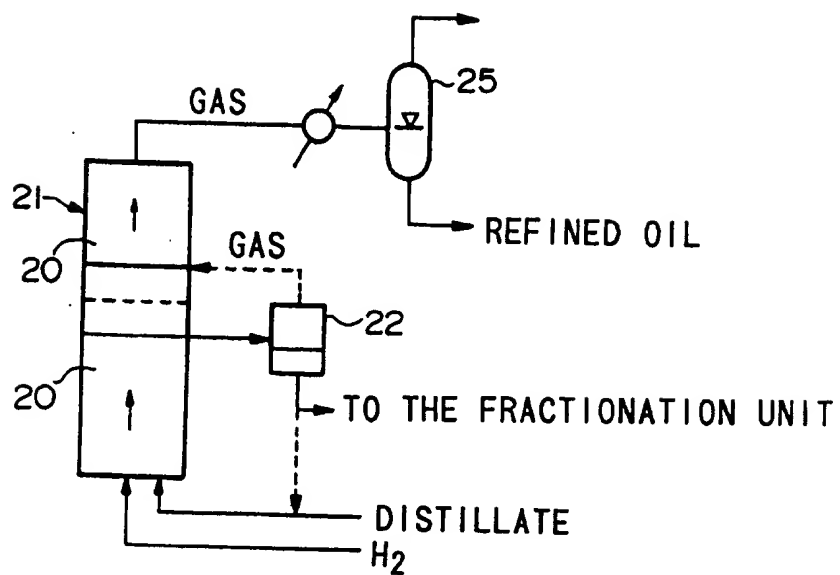 25
GAS
21
REFINED OIL
20
GAS
22
20
TO THE FRACTIONATION UNIT
DISTILLATE
H2